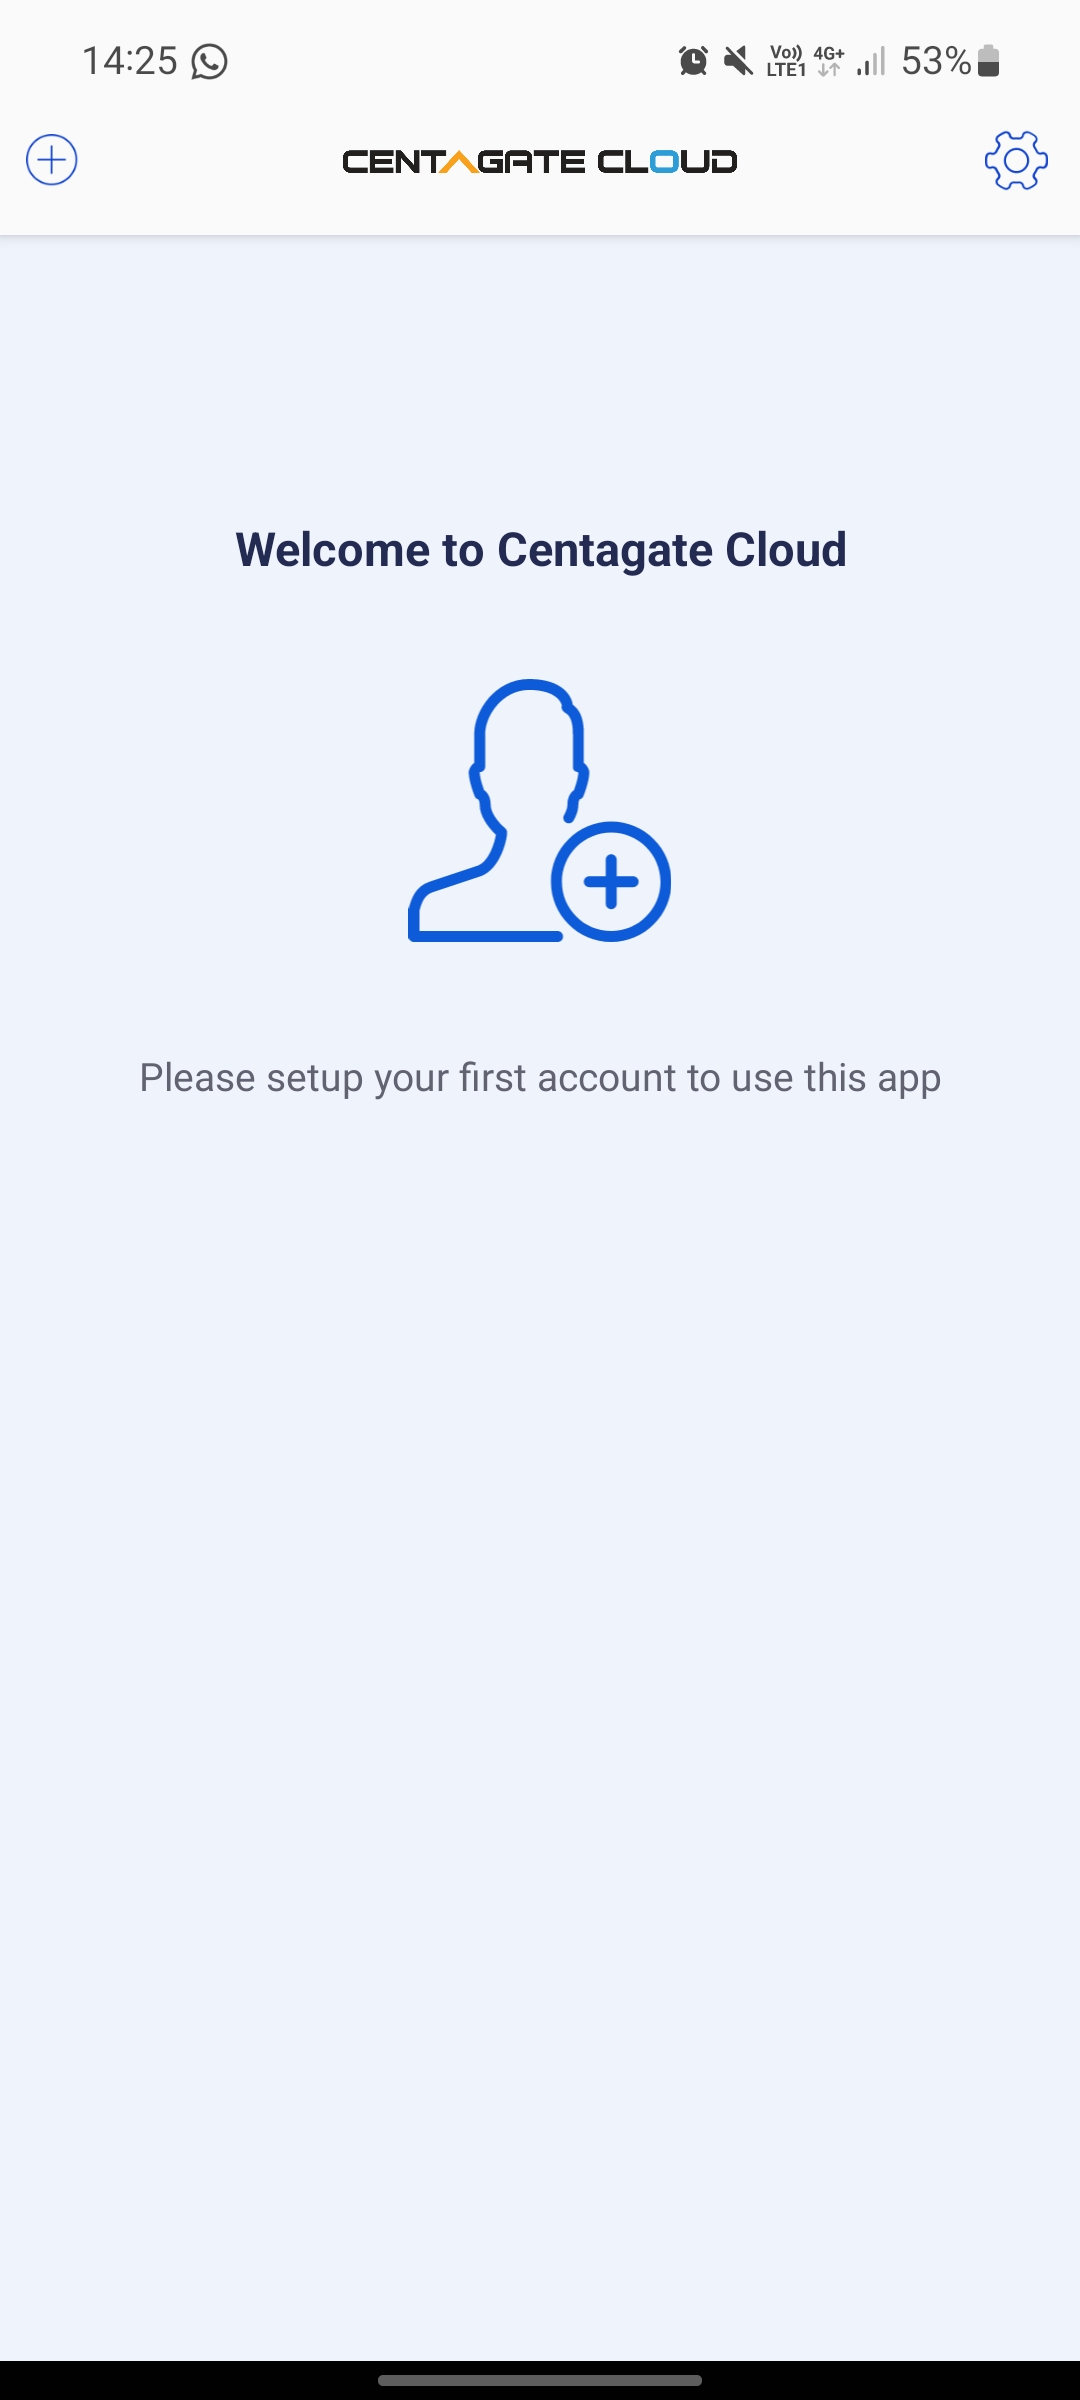 14:25
Vo)) 4G+ 53%
LTE1
CENTAGATE CLOUD
Welcome to Centagate Cloud
Please setup your first account to use this app